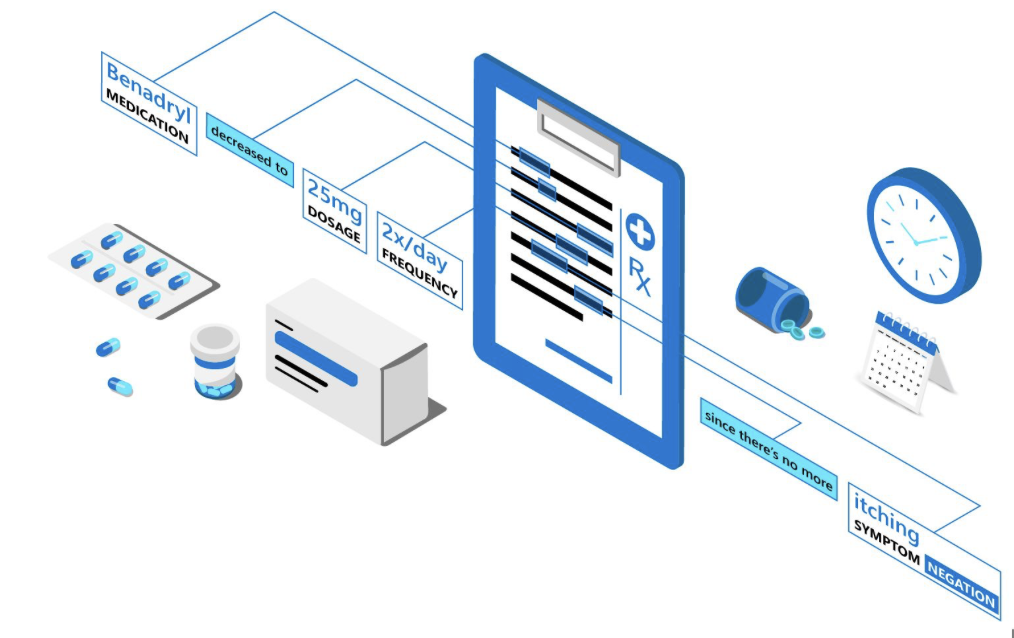 Benadryl
MEDICATION
decreased to
25mg
DOSAGE
2x/day
FREQUENCY
Rx
since there's no more
itching
SYMPTOM NEGATION